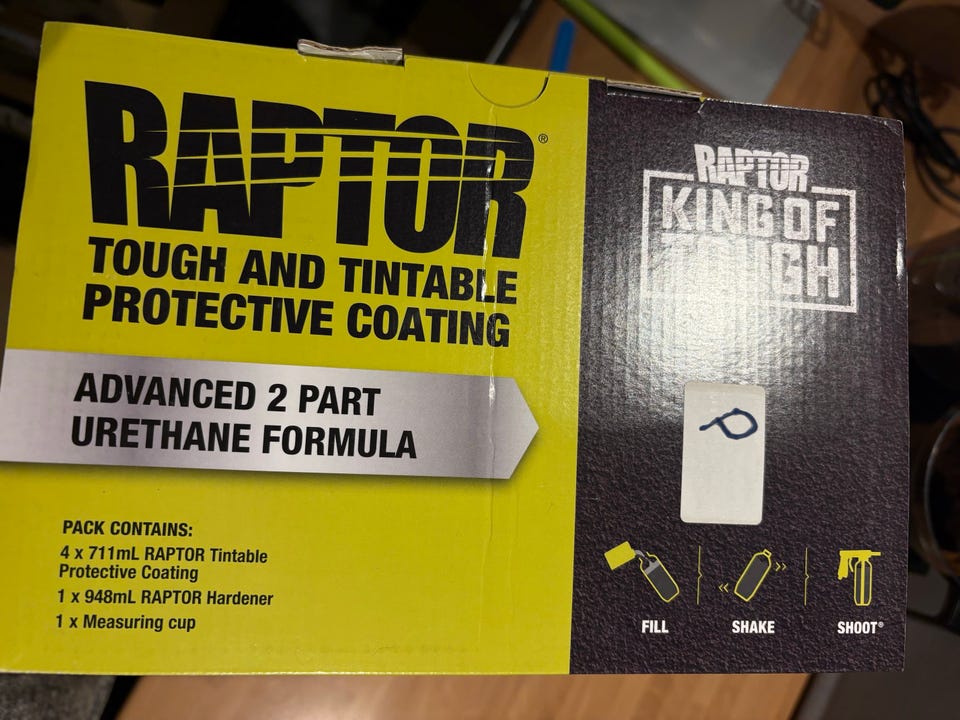 RAPTOR®
TOUGH AND TINTABLE
PROTECTIVE COATING
ADVANCED 2 PART
URETHANE FORMULA
PACK CONTAINS:
4 x 711mL RAPTOR Tintable
Protective Coating
1 x 948mL RAPTOR Hardener
1 x Measuring cup
RAPTOR
KING OF
TOUGH
FILL
SHAKE
SHOOT®